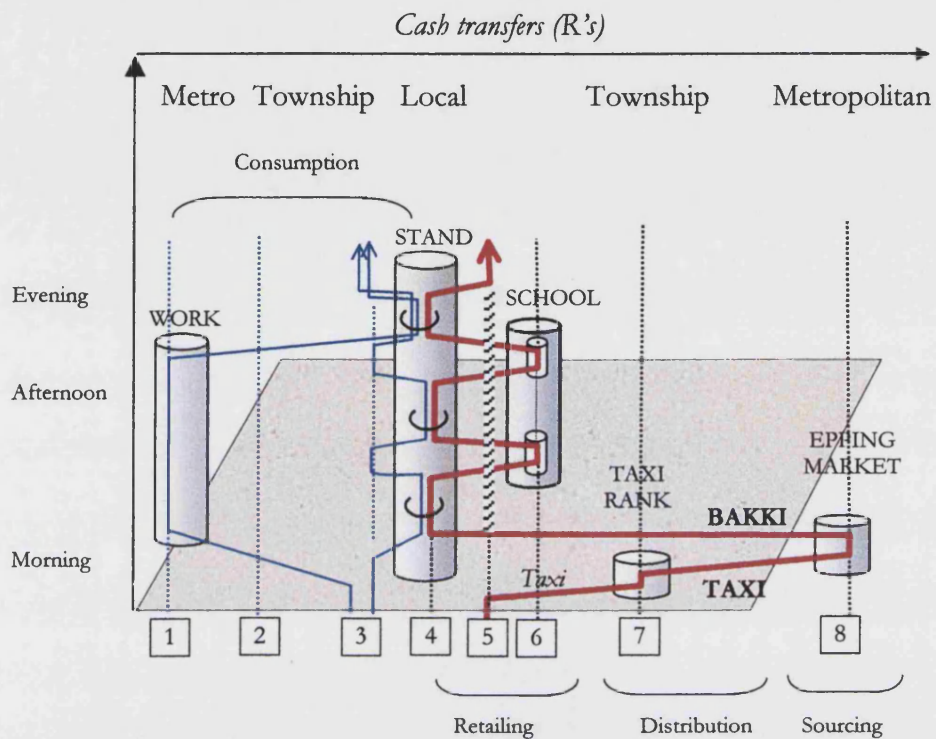 Cash transfers (R's)
Metro Township Local Township Metropolitan
Consumption
STAND
Evening
SCHOOL
WORK
Afternoon
EPPING
MARKET
TAXI
RANK
BAKKI
Morning
Taxi
TAXI
1 2 3 4 5 6 7 8
Retailing Distribution Sourcing